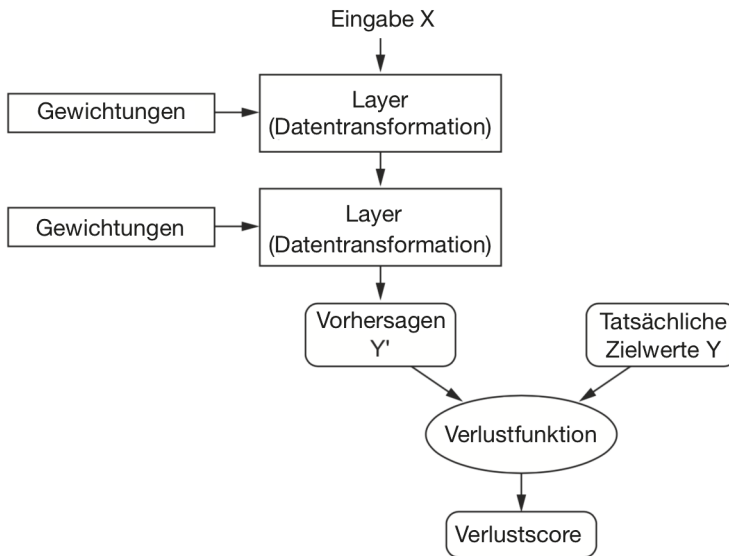 Eingabe X
Gewichtungen
Layer
(Datentransformation)
Gewichtungen
Layer
(Datentransformation)
Vorhersagen
Y'
Tatsächliche
Zielwerte Y
Verlustfunktion
Verlustscore